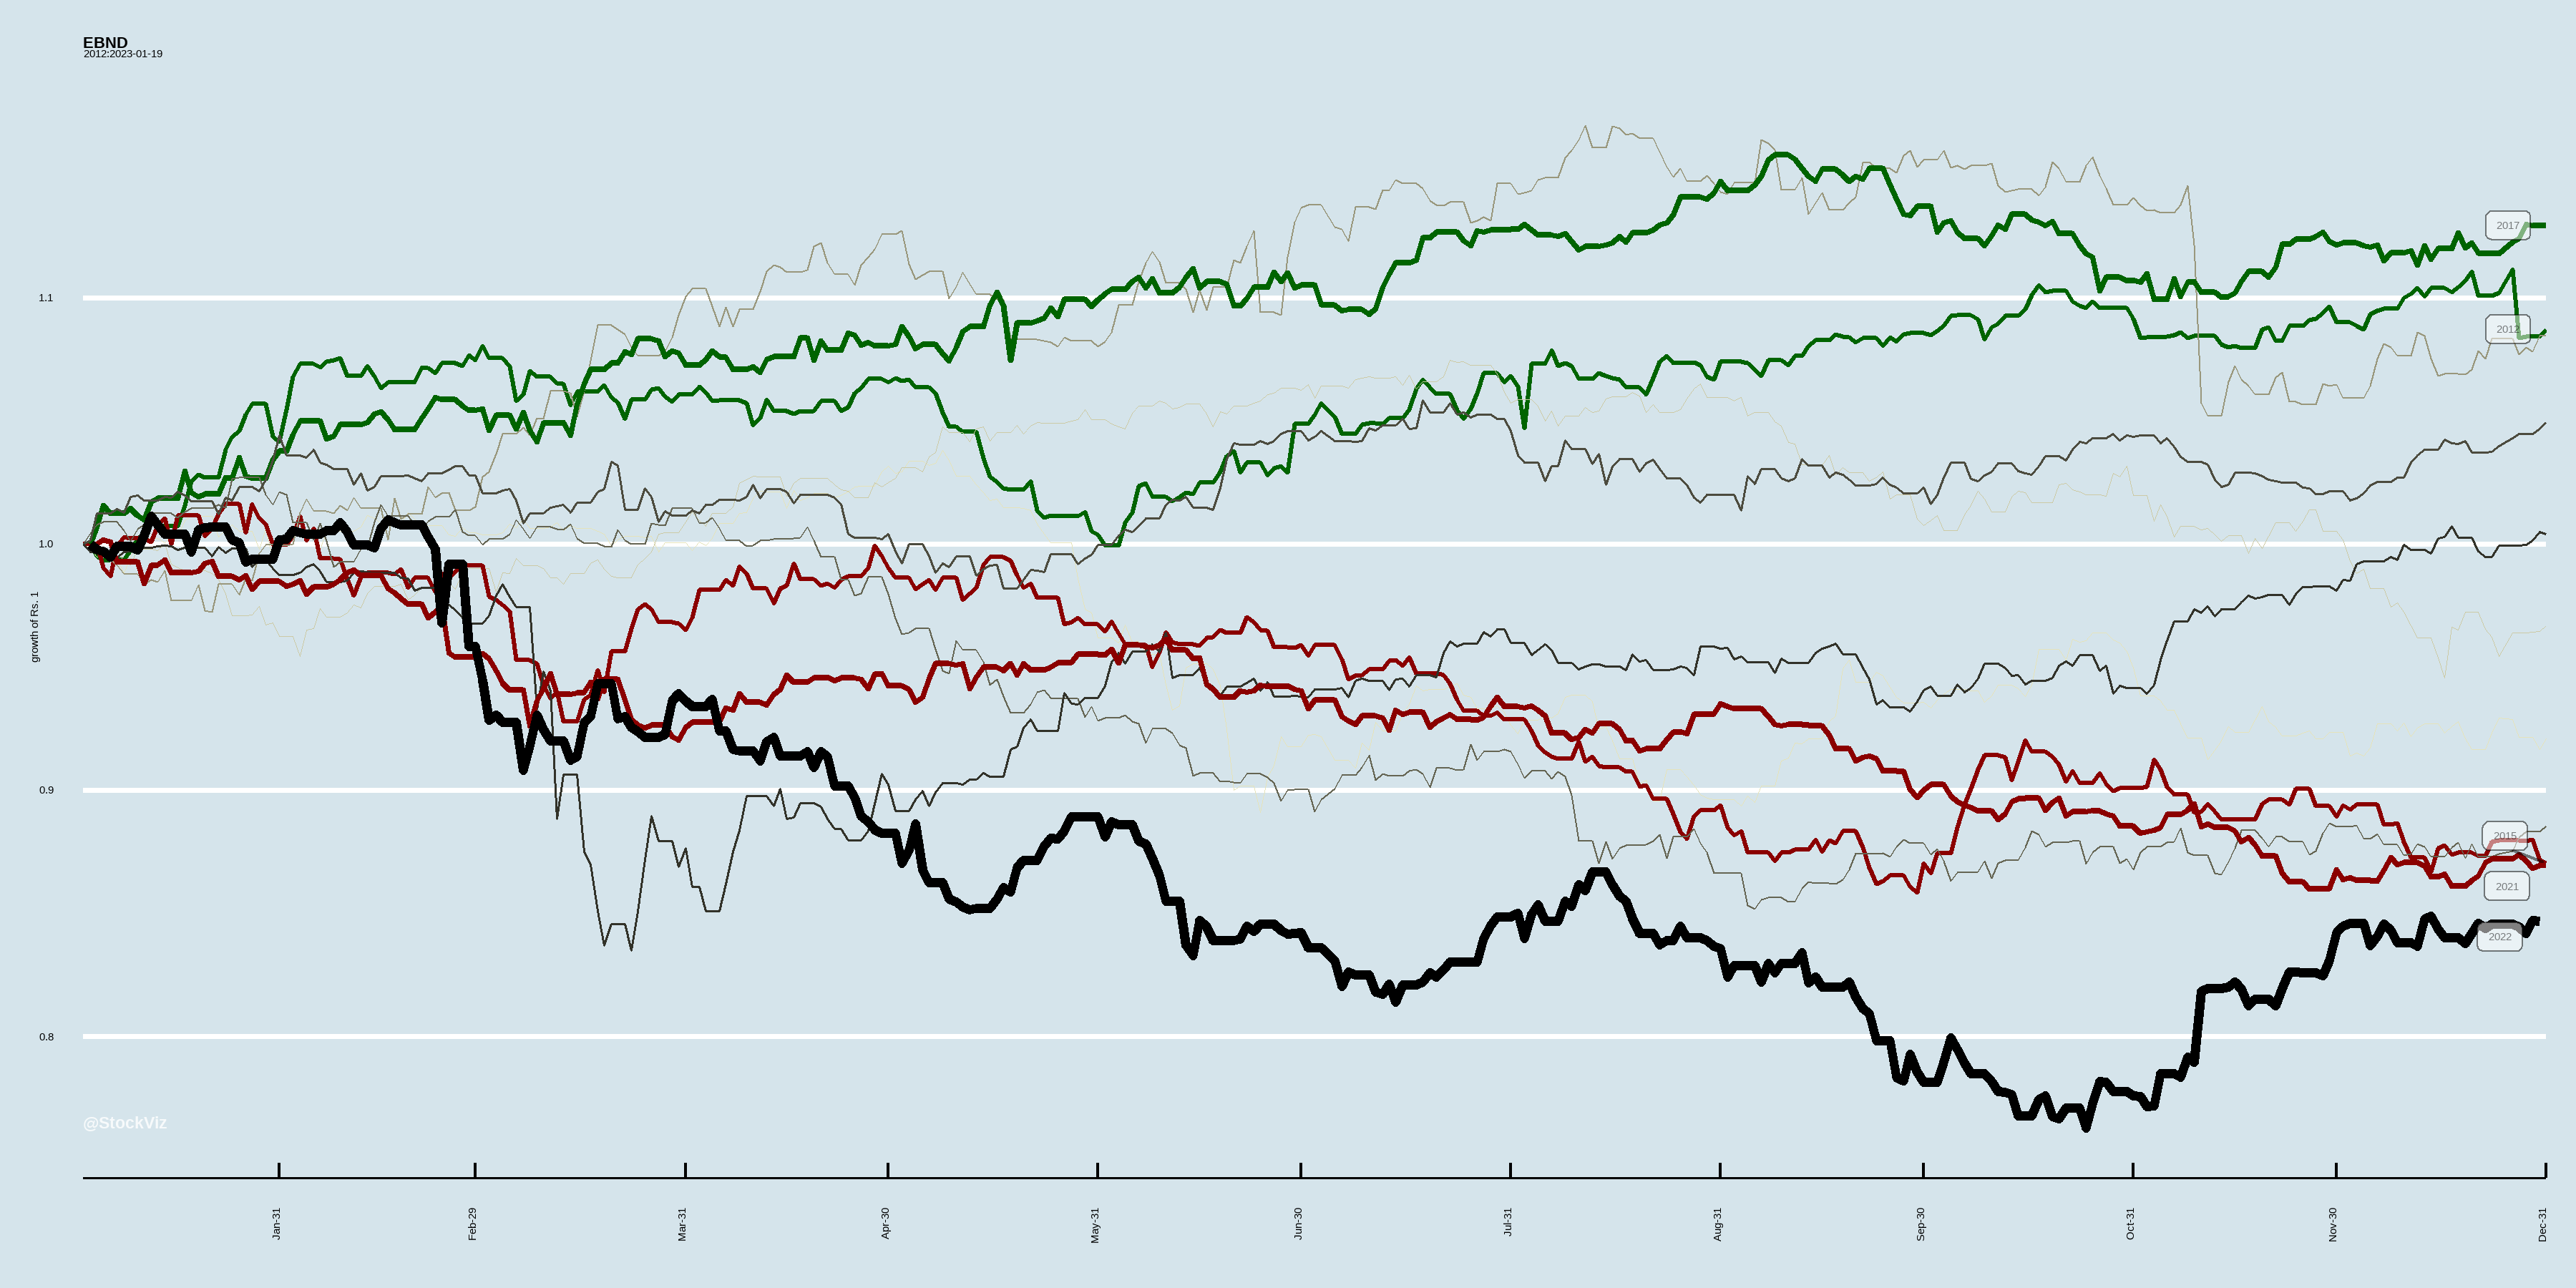 EBND
2012:2023-01-19
growth of Rs. 1
1.1
1.0
0.9
0.8
2017
2012
2015
2021
2022
@StockViz
Jan-31
Feb-29
Mar-31
Apr-30
May-31
Jun-30
Jul-31
Aug-31
Sep-30
Oct-31
Nov-30
Dec-31